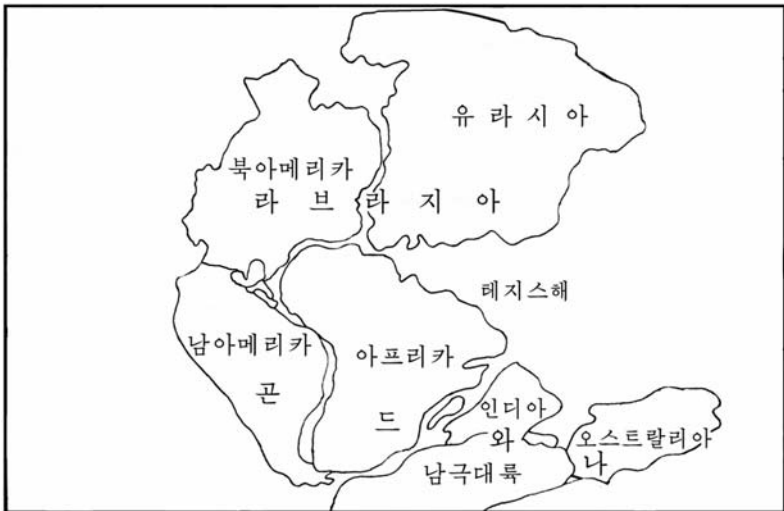 유라시아
북아메리카
라브라지아
테지스해
남아메리카
아프리카
곤드와나
인디아
오스트랄리아
남극대륙